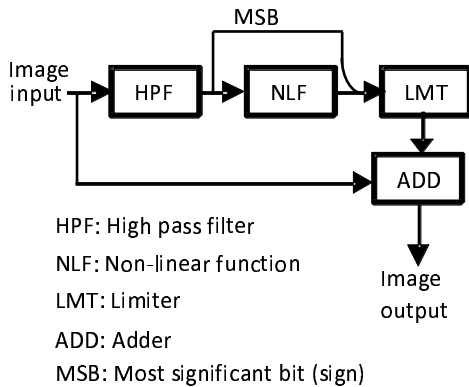 MSB
Image
input
HPF
NLF
LMT
ADD
HPF: High pass filter
NLF: Non-linear function
LMT: Limiter
ADD: Adder
MSB: Most significant bit (sign)
Image
output